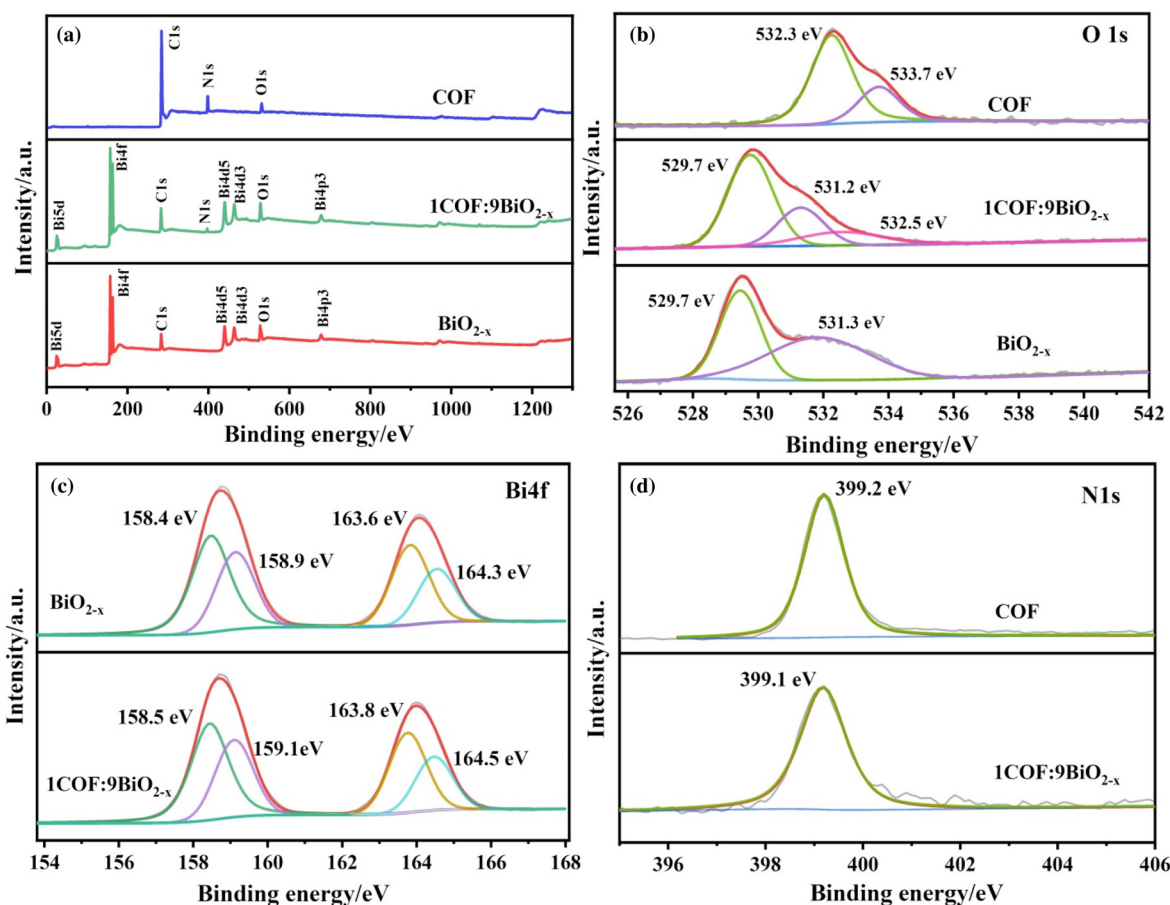 (a)
C1s
N1s
O1s
COF
Bi5d
Bi4f
C1s
N1s
Bi4d5
Bi4d3
O1s
Bi4p3
1COF:9BiO2-x
Bi5d
Bi4f
C1s
Bi4d5
Bi4d3
O1s
Bi4p3
BiO2-x
Intensity/a.u.
0 200 400 600 800 1000 1200
Binding energy/eV
(b)
O 1s
532.3 eV
533.7 eV
COF
529.7 eV
531.2 eV
532.5 eV
1COF:9BiO2-x
529.7 eV
531.3 eV
BiO2-x
Intensity/a.u.
526 528 530 532 534 536 538 540 542
Binding energy/eV
(c)
Bi4f
158.4 eV
158.9 eV
163.6 eV
164.3 eV
BiO2-x
158.5 eV
159.1eV
163.8 eV
164.5 eV
1COF:9BiO2-x
Intensity/a.u.
154 156 158 160 162 164 166 168
Binding energy/eV
(d)
N1s
399.2 eV
COF
399.1 eV
1COF:9BiO2-x
Intensity/a.u.
396 398 400 402 404 406
Binding energy/eV